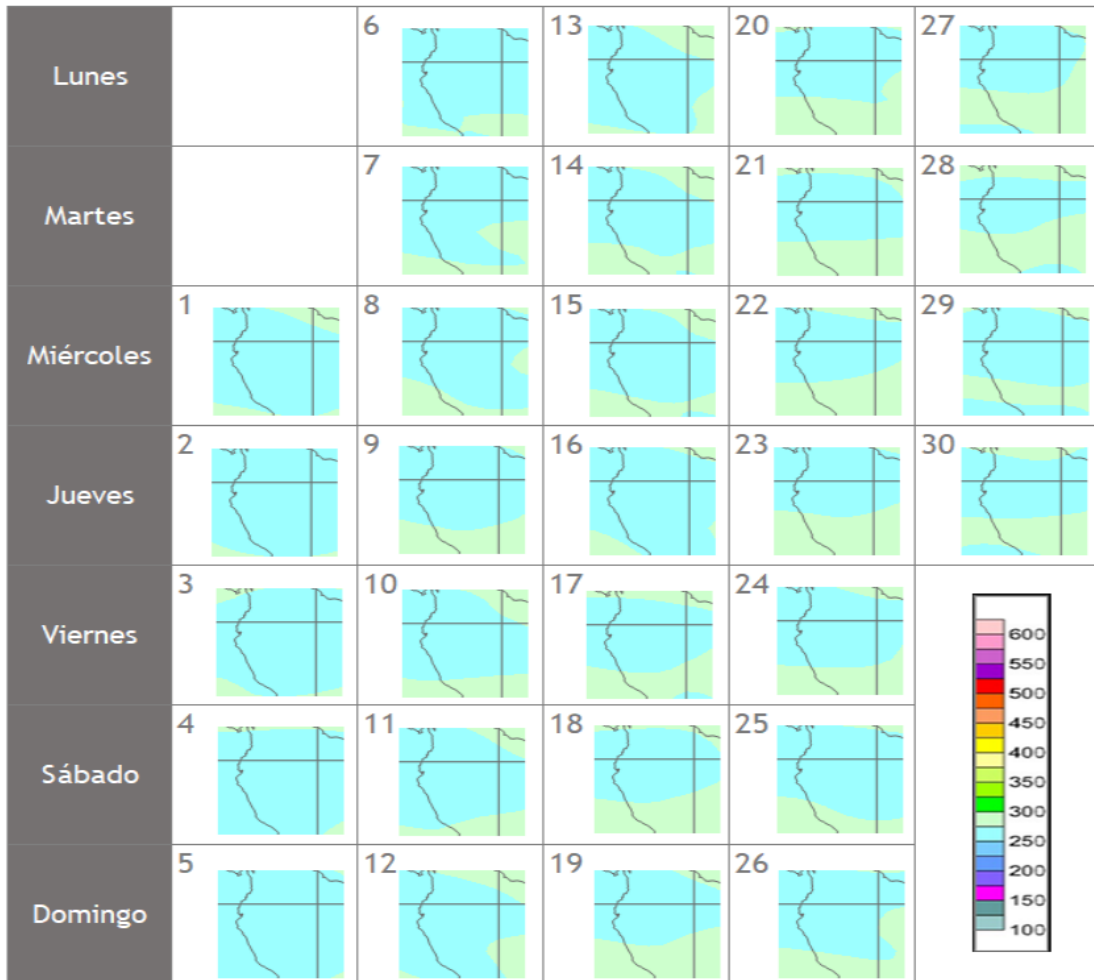 Lunes 6 13 20 27
Martes 7 14 21 28
Miércoles 1 8 15 22 29
Jueves 2 9 16 23 30
Viernes 3 10 17 24
Sábado 4 11 18 25
Domingo 5 12 19 26
600
550
500
450
400
350
300
250
200
150
100